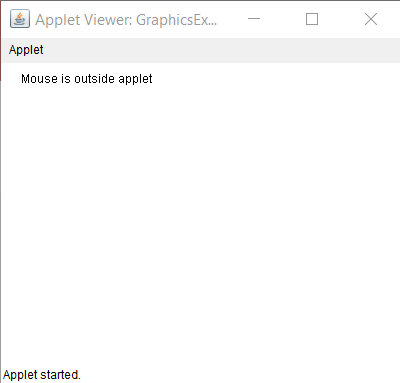 Applet Viewer: GraphicsEx...
Applet
Mouse is outside applet
Applet started.